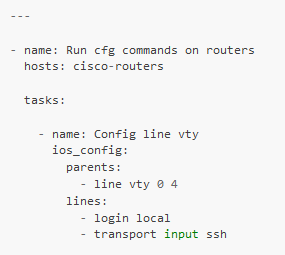 ---
- name: Run cfg commands on routers
  hosts: cisco-routers
  tasks:
    - name: Config line vty
      ios_config:
        parents:
          - line vty 0 4
        lines:
          - login local
          - transport input ssh